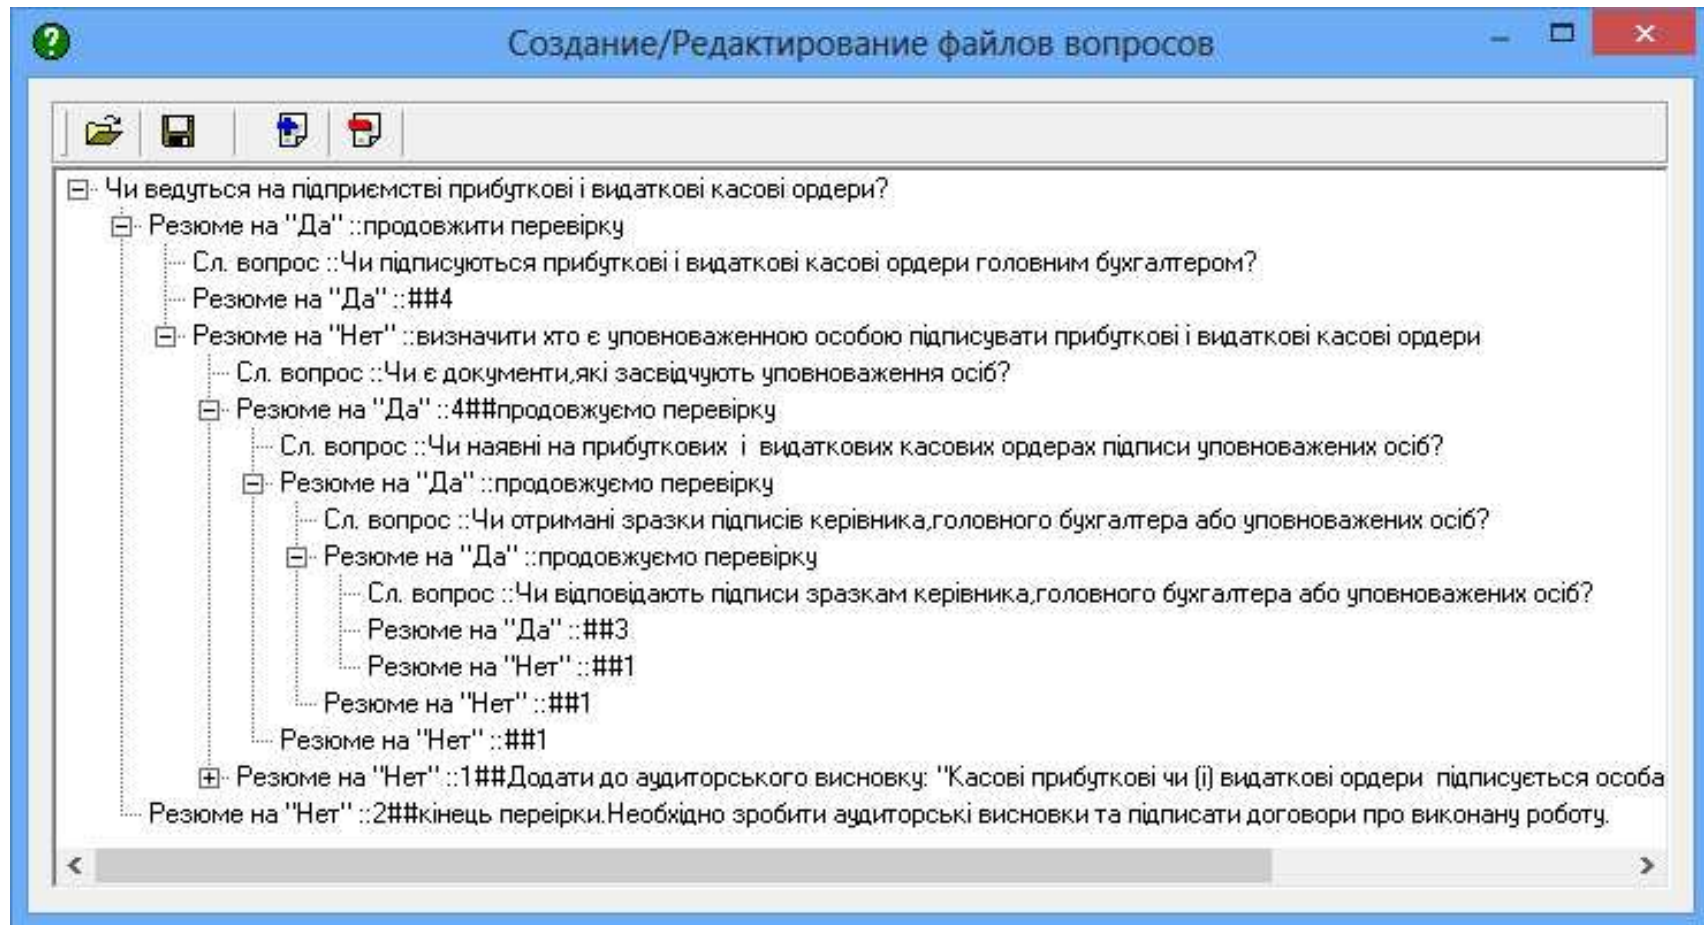 Создание/Редактирование файлов вопросов
Чи ведуться на підприємстві прибуткові і видаткові касові ордери?
Резюме на "Да" ::продовжити перевірку
Сл. вопрос ::Чи підписуються прибуткові і видаткові касові ордери головним бухгалтером?
Резюме на "Да" ::##4
Резюме на "Нет" ::визначити хто є уповноваженною особою підписувати прибуткові і видаткові касові ордери
Сл. вопрос ::Чи є документи,які засвідчують уповноваження осіб?
Резюме на "Да" ::4##продовжуємо перевірку
Сл. вопрос ::Чи наявні на прибуткових і видаткових касових ордерах підписи уповноважених осіб?
Резюме на "Да" ::продовжуємо перевірку
Сл. вопрос ::Чи отримані зразки підписів керівника,головного бухгалтера або уповноважених осіб?
Резюме на "Да" ::продовжуємо перевірку
Сл. вопрос ::Чи відповідають підписи зразкам керівника,головного бухгалтера або уповноважених осіб?
Резюме на "Да" ::##3
Резюме на "Нет" ::##1
Резюме на "Нет" ::##1
Резюме на "Нет" ::##1
Резюме на "Нет" ::1##Додати до аудиторського висновку: "Касові прибуткові чи (і) видаткові ордери підписується особа
Резюме на "Нет" ::2##кінець переірки.Необхідно зробити аудиторські висновки та підписати договори про виконану роботу.